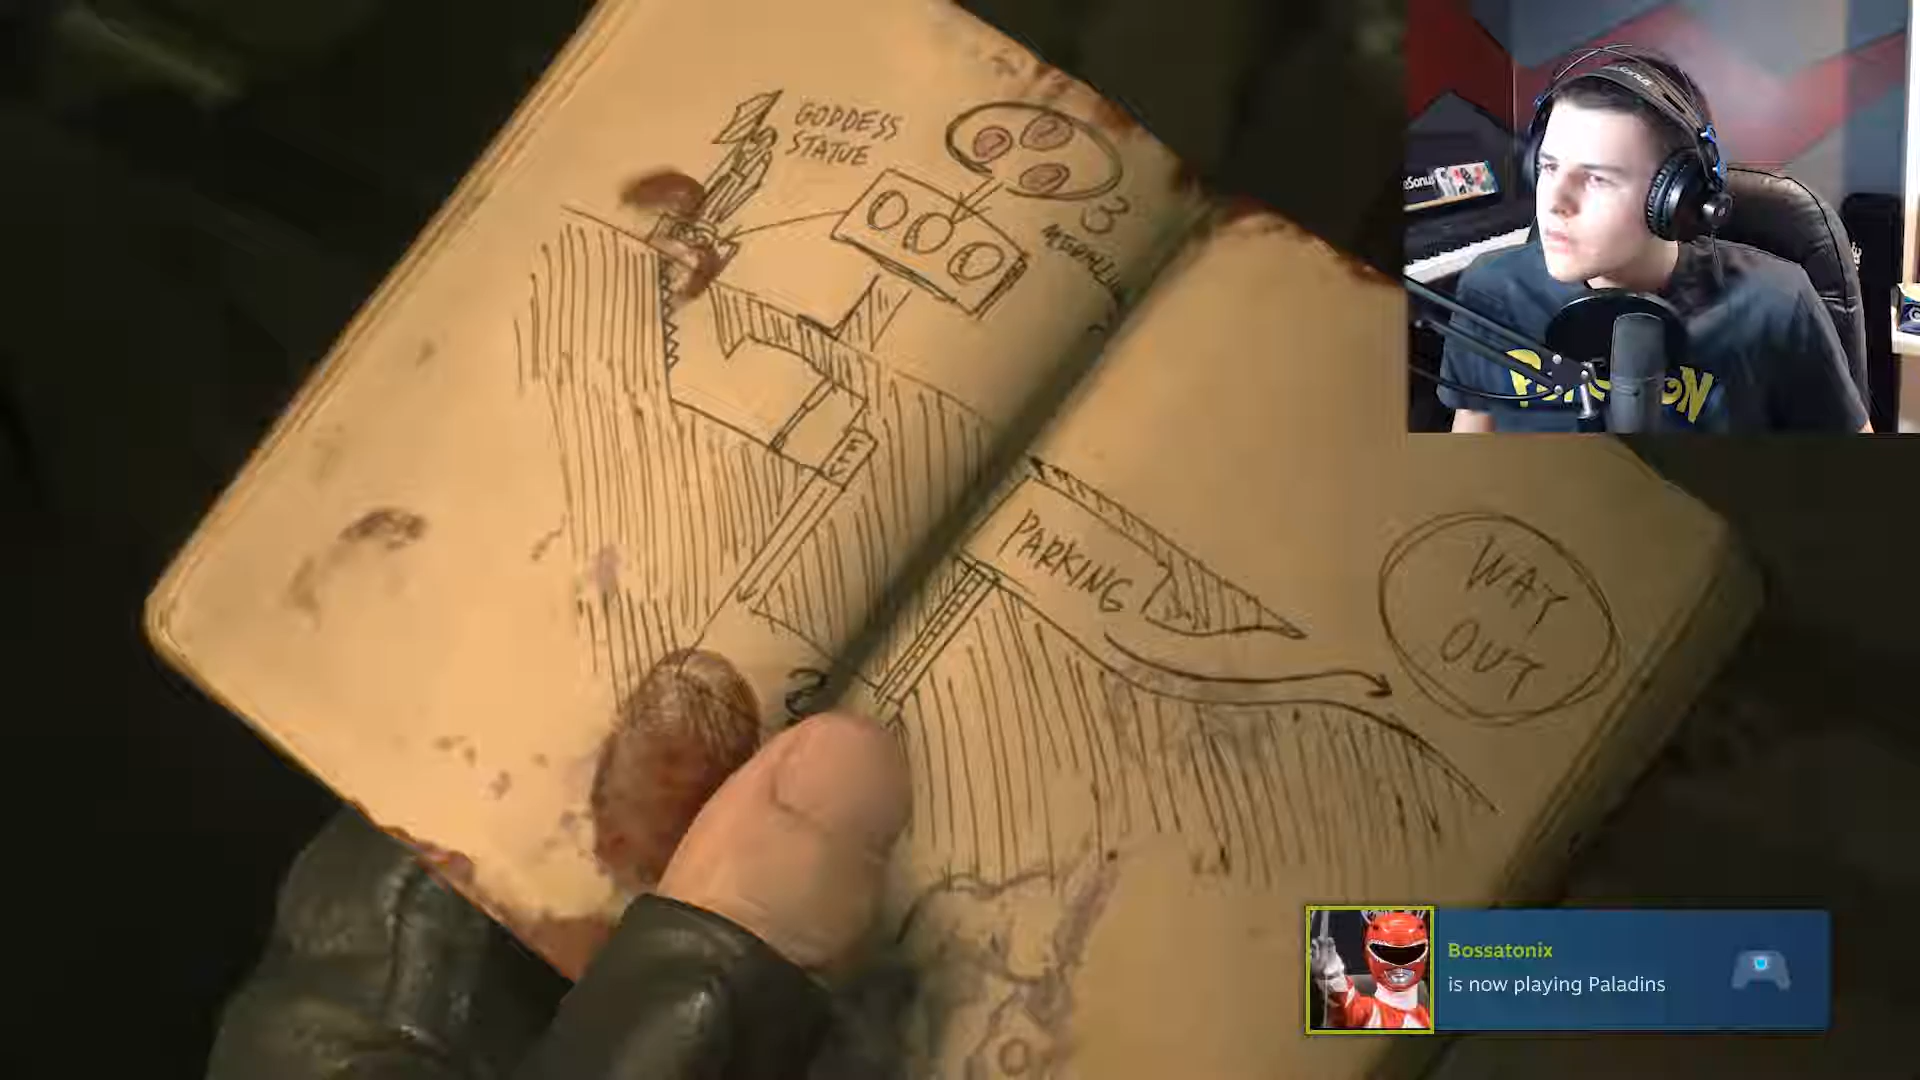 GODDESS
STATUE
3
PARKING
WAY
OUT
Bossatonix
is now playing Paladins